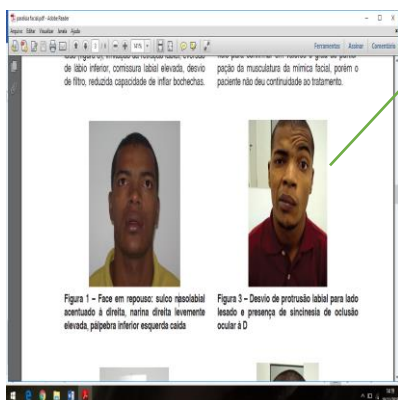 paralisia facial.pdf - Adobe Reader
Arquivo Editar Visualizar Janela Ajuda
Ferramentas Assinar Comentário
de lábio inferior, comissura labial elevada, desvio
de filtro, reduzida capacidade de inflar bochechas.
pação da musculatura da mímica facial, porém o
paciente não deu continuidade ao tratamento.
Figura 1 – Face em repouso: sulco nasolabial
acentuado à direita, narina direita levemente
elevada, pálpebra inferior esquerda caída
Figura 3 – Desvio de protrusão labial para lado
lesado e presença de sincinesia de oclusão
ocular à D